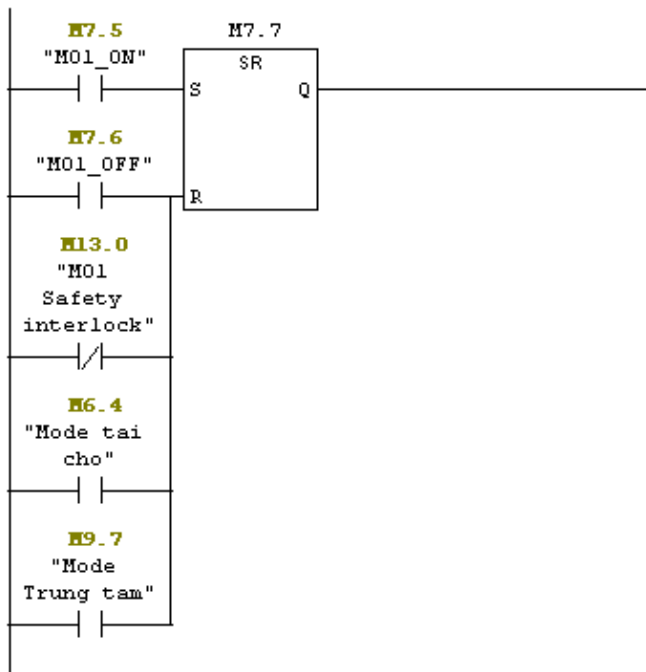 M7.5
"M01_ON"
M7.7
SR
S
Q
M7.6
"M01_OFF"
R
M13.0
"M01
Safety
interlock"
M6.4
"Mode tai
cho"
M9.7
"Mode
Trung tam"